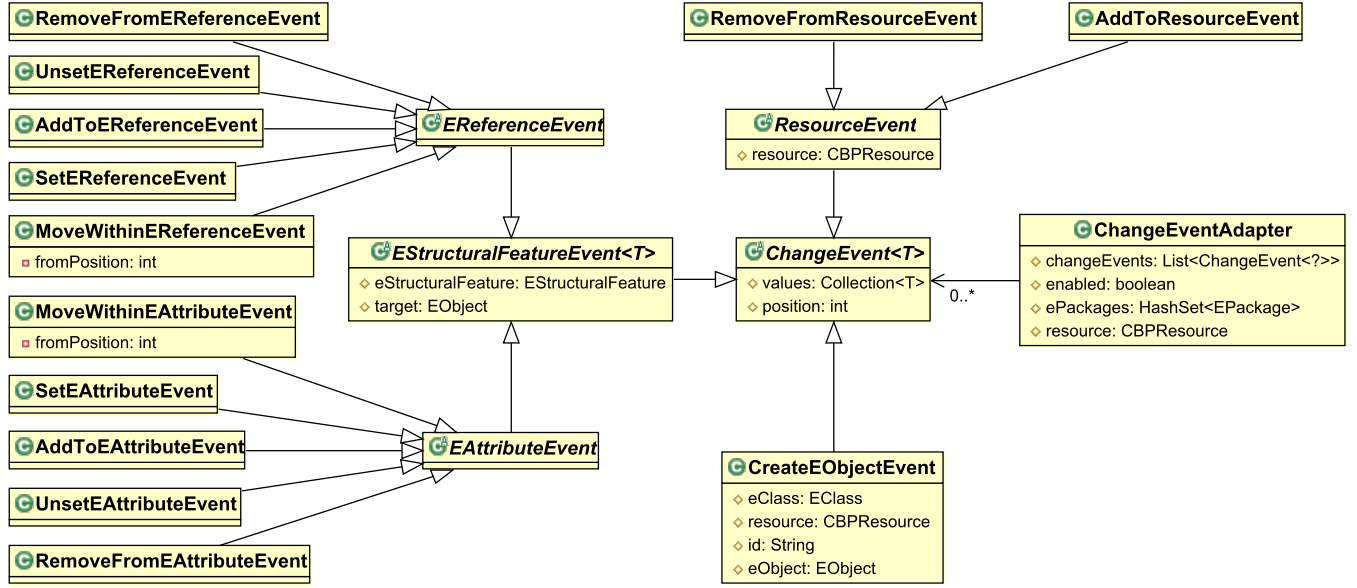 RemoveFromEReferenceEvent
UnsetEReferenceEvent
AddToEReferenceEvent
SetEReferenceEvent
MoveWithinEReferenceEvent
fromPosition: int
MoveWithinEAttributeEvent
fromPosition: int
SetEAttributeEvent
AddToEAttributeEvent
UnsetEAttributeEvent
RemoveFromEAttributeEvent
EReferenceEvent
EStructuralFeatureEvent<T>
eStructuralFeature: EStructuralFeature
target: EObject
EAttributeEvent
RemoveFromResourceEvent
AddToResourceEvent
ResourceEvent
resource: CBPResource
ChangeEvent<T>
values: Collection<T>
position: int
0..*
ChangeEventAdapter
changeEvents: List<ChangeEvent<?>>
enabled: boolean
ePackages: HashSet<EPackage>
resource: CBPResource
CreateEObjectEvent
eClass: EClass
resource: CBPResource
id: String
eObject: EObject